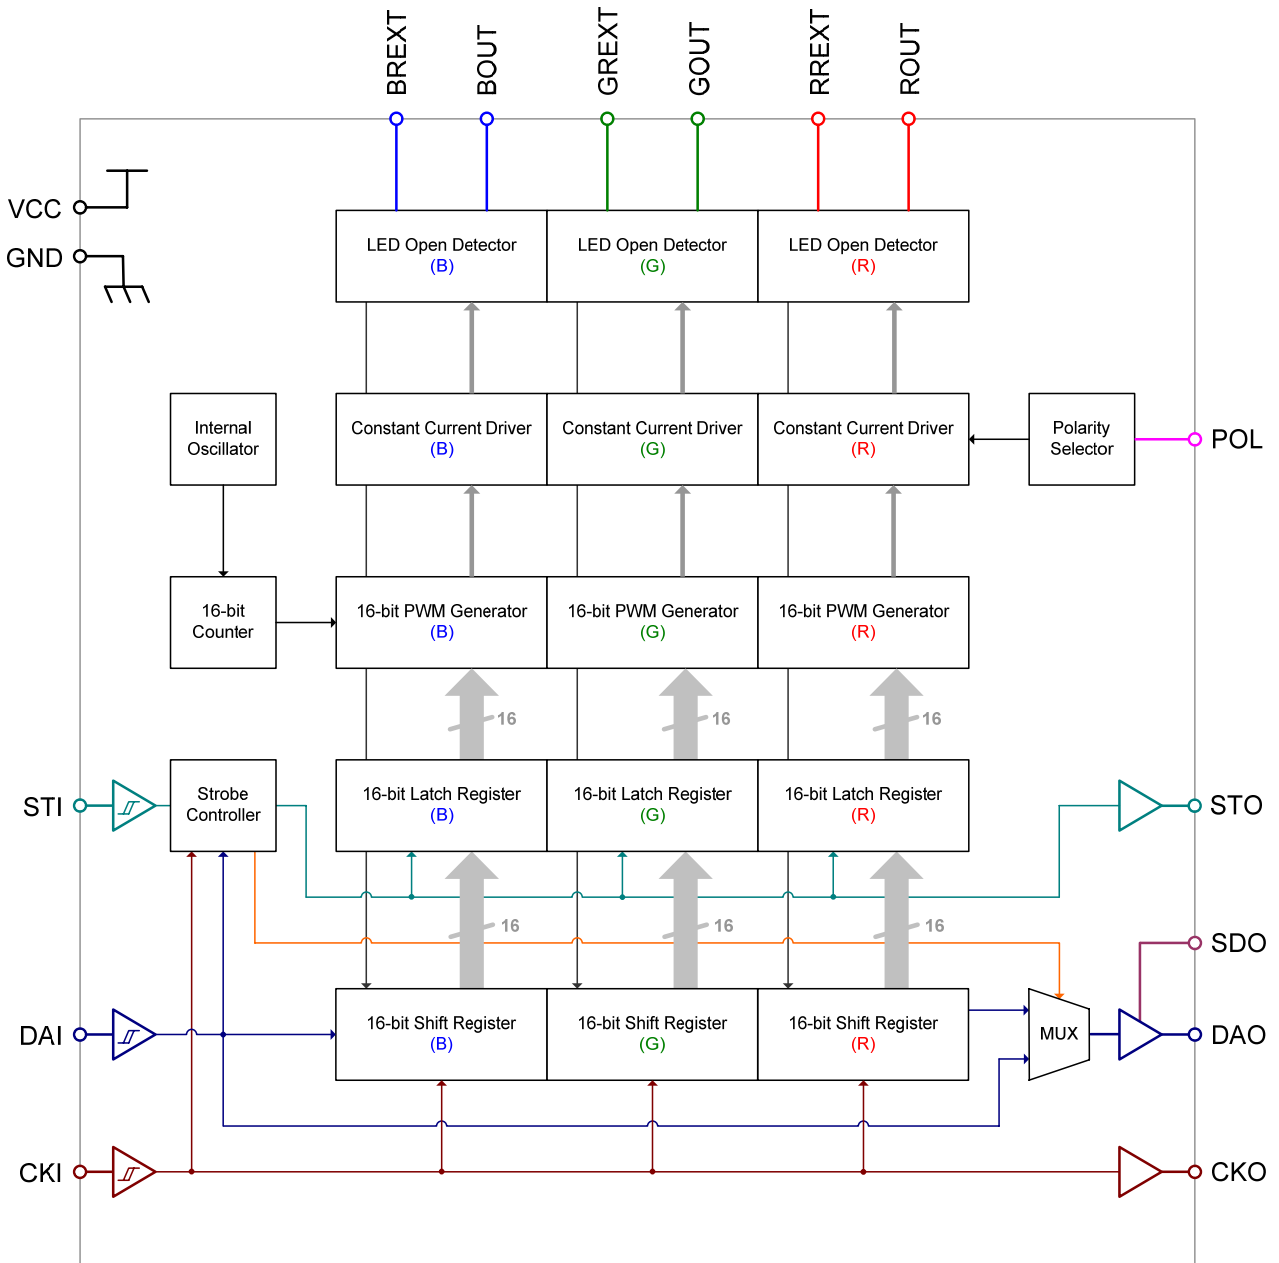 BREXT
BOUT
GREXT
GOUT
RREXT
ROUT
VCC
GND
LED Open Detector
(B)
LED Open Detector
(G)
LED Open Detector
(R)
Internal
Oscillator
Constant Current Driver
(B)
Constant Current Driver
(G)
Constant Current Driver
(R)
Polarity
Selector
POL
16-bit
Counter
16-bit PWM Generator
(B)
16-bit PWM Generator
(G)
16-bit PWM Generator
(R)
16
16
16
STI
Strobe
Controller
16-bit Latch Register
(B)
16-bit Latch Register
(G)
16-bit Latch Register
(R)
STO
16
16
16
SDO
DAI
16-bit Shift Register
(B)
16-bit Shift Register
(G)
16-bit Shift Register
(R)
MUX
DAO
CKI
CKO